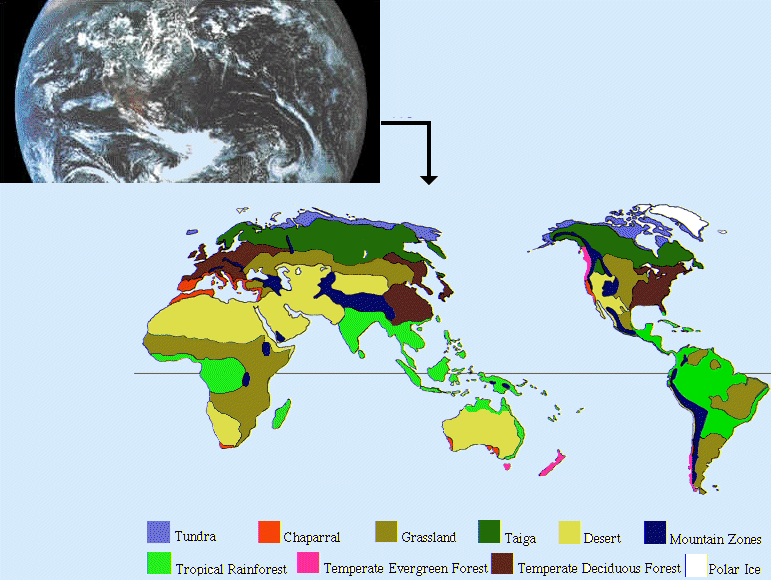 Tundra Chaparral Grassland Taiga Desert Mountain Zones
Tropical Rainforest Temperate Evergreen Forest Temperate Deciduous Forest Polar Ice